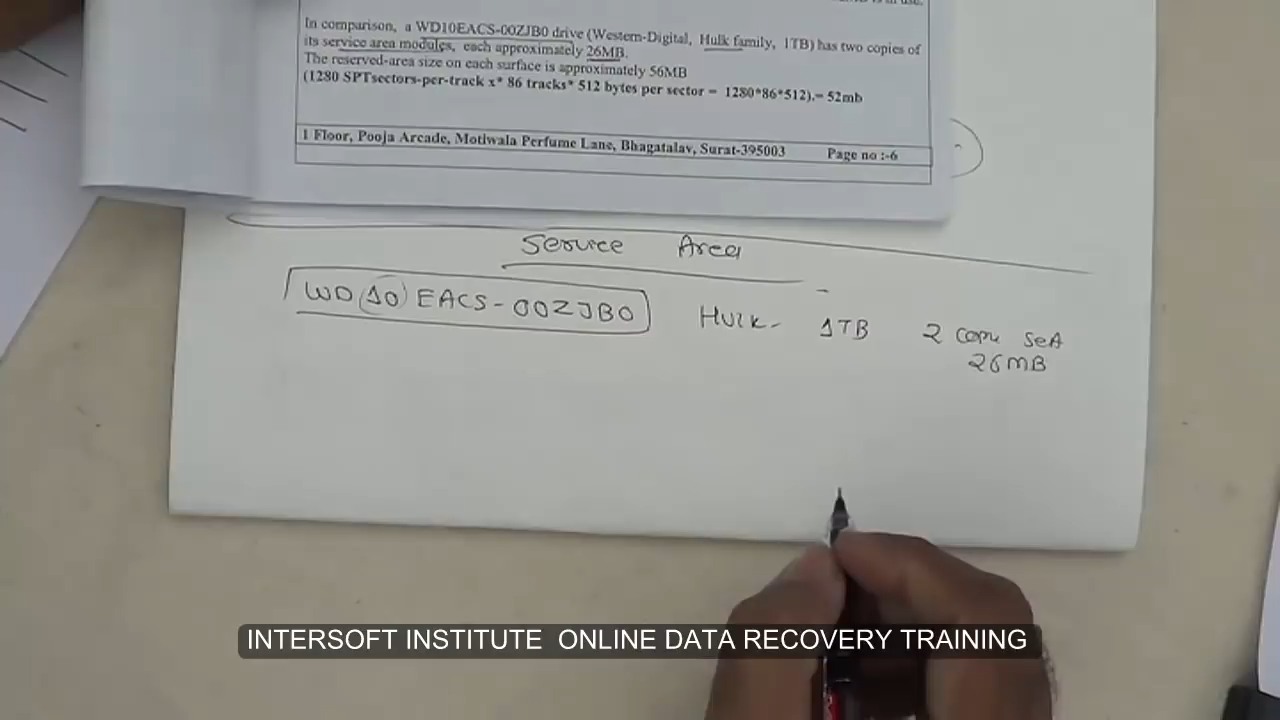 In comparison, a WD10EACS-00ZJB0 drive (Western-Digital, Hulk family, 1TB) has two copies of
its service area modules, each approximately 26MB.
The reserved-area size on each surface is approximately 56MB
(1280 SPTsectors-per-track x* 86 tracks* 512 bytes per sector = 1280*86*512).= 52mb
1 Floor, Pooja Arcade, Motiwala Perfume Lane, Bhagatalav, Surat-395003 Page no :-6
Service Area
WD(10)EACS-00ZJB0 Hulk- 1TB 2 SeA
26MB
INTERSOFT INSTITUTE ONLINE DATA RECOVERY TRAINING